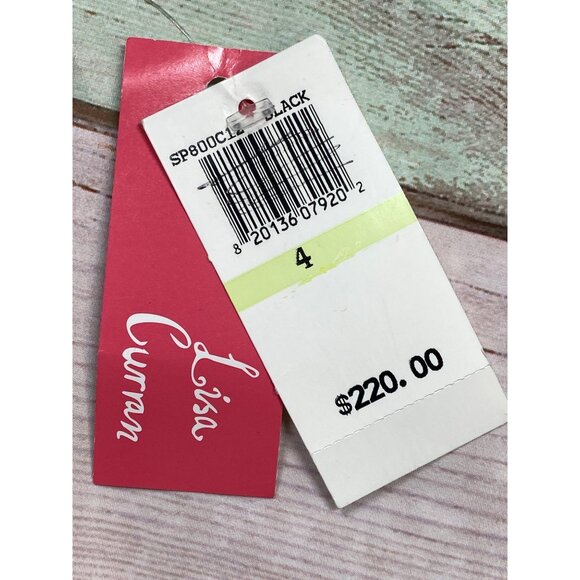 SP800C12 BLACK
8 20136 07920 2
4
$220.00
Lisa
Curran